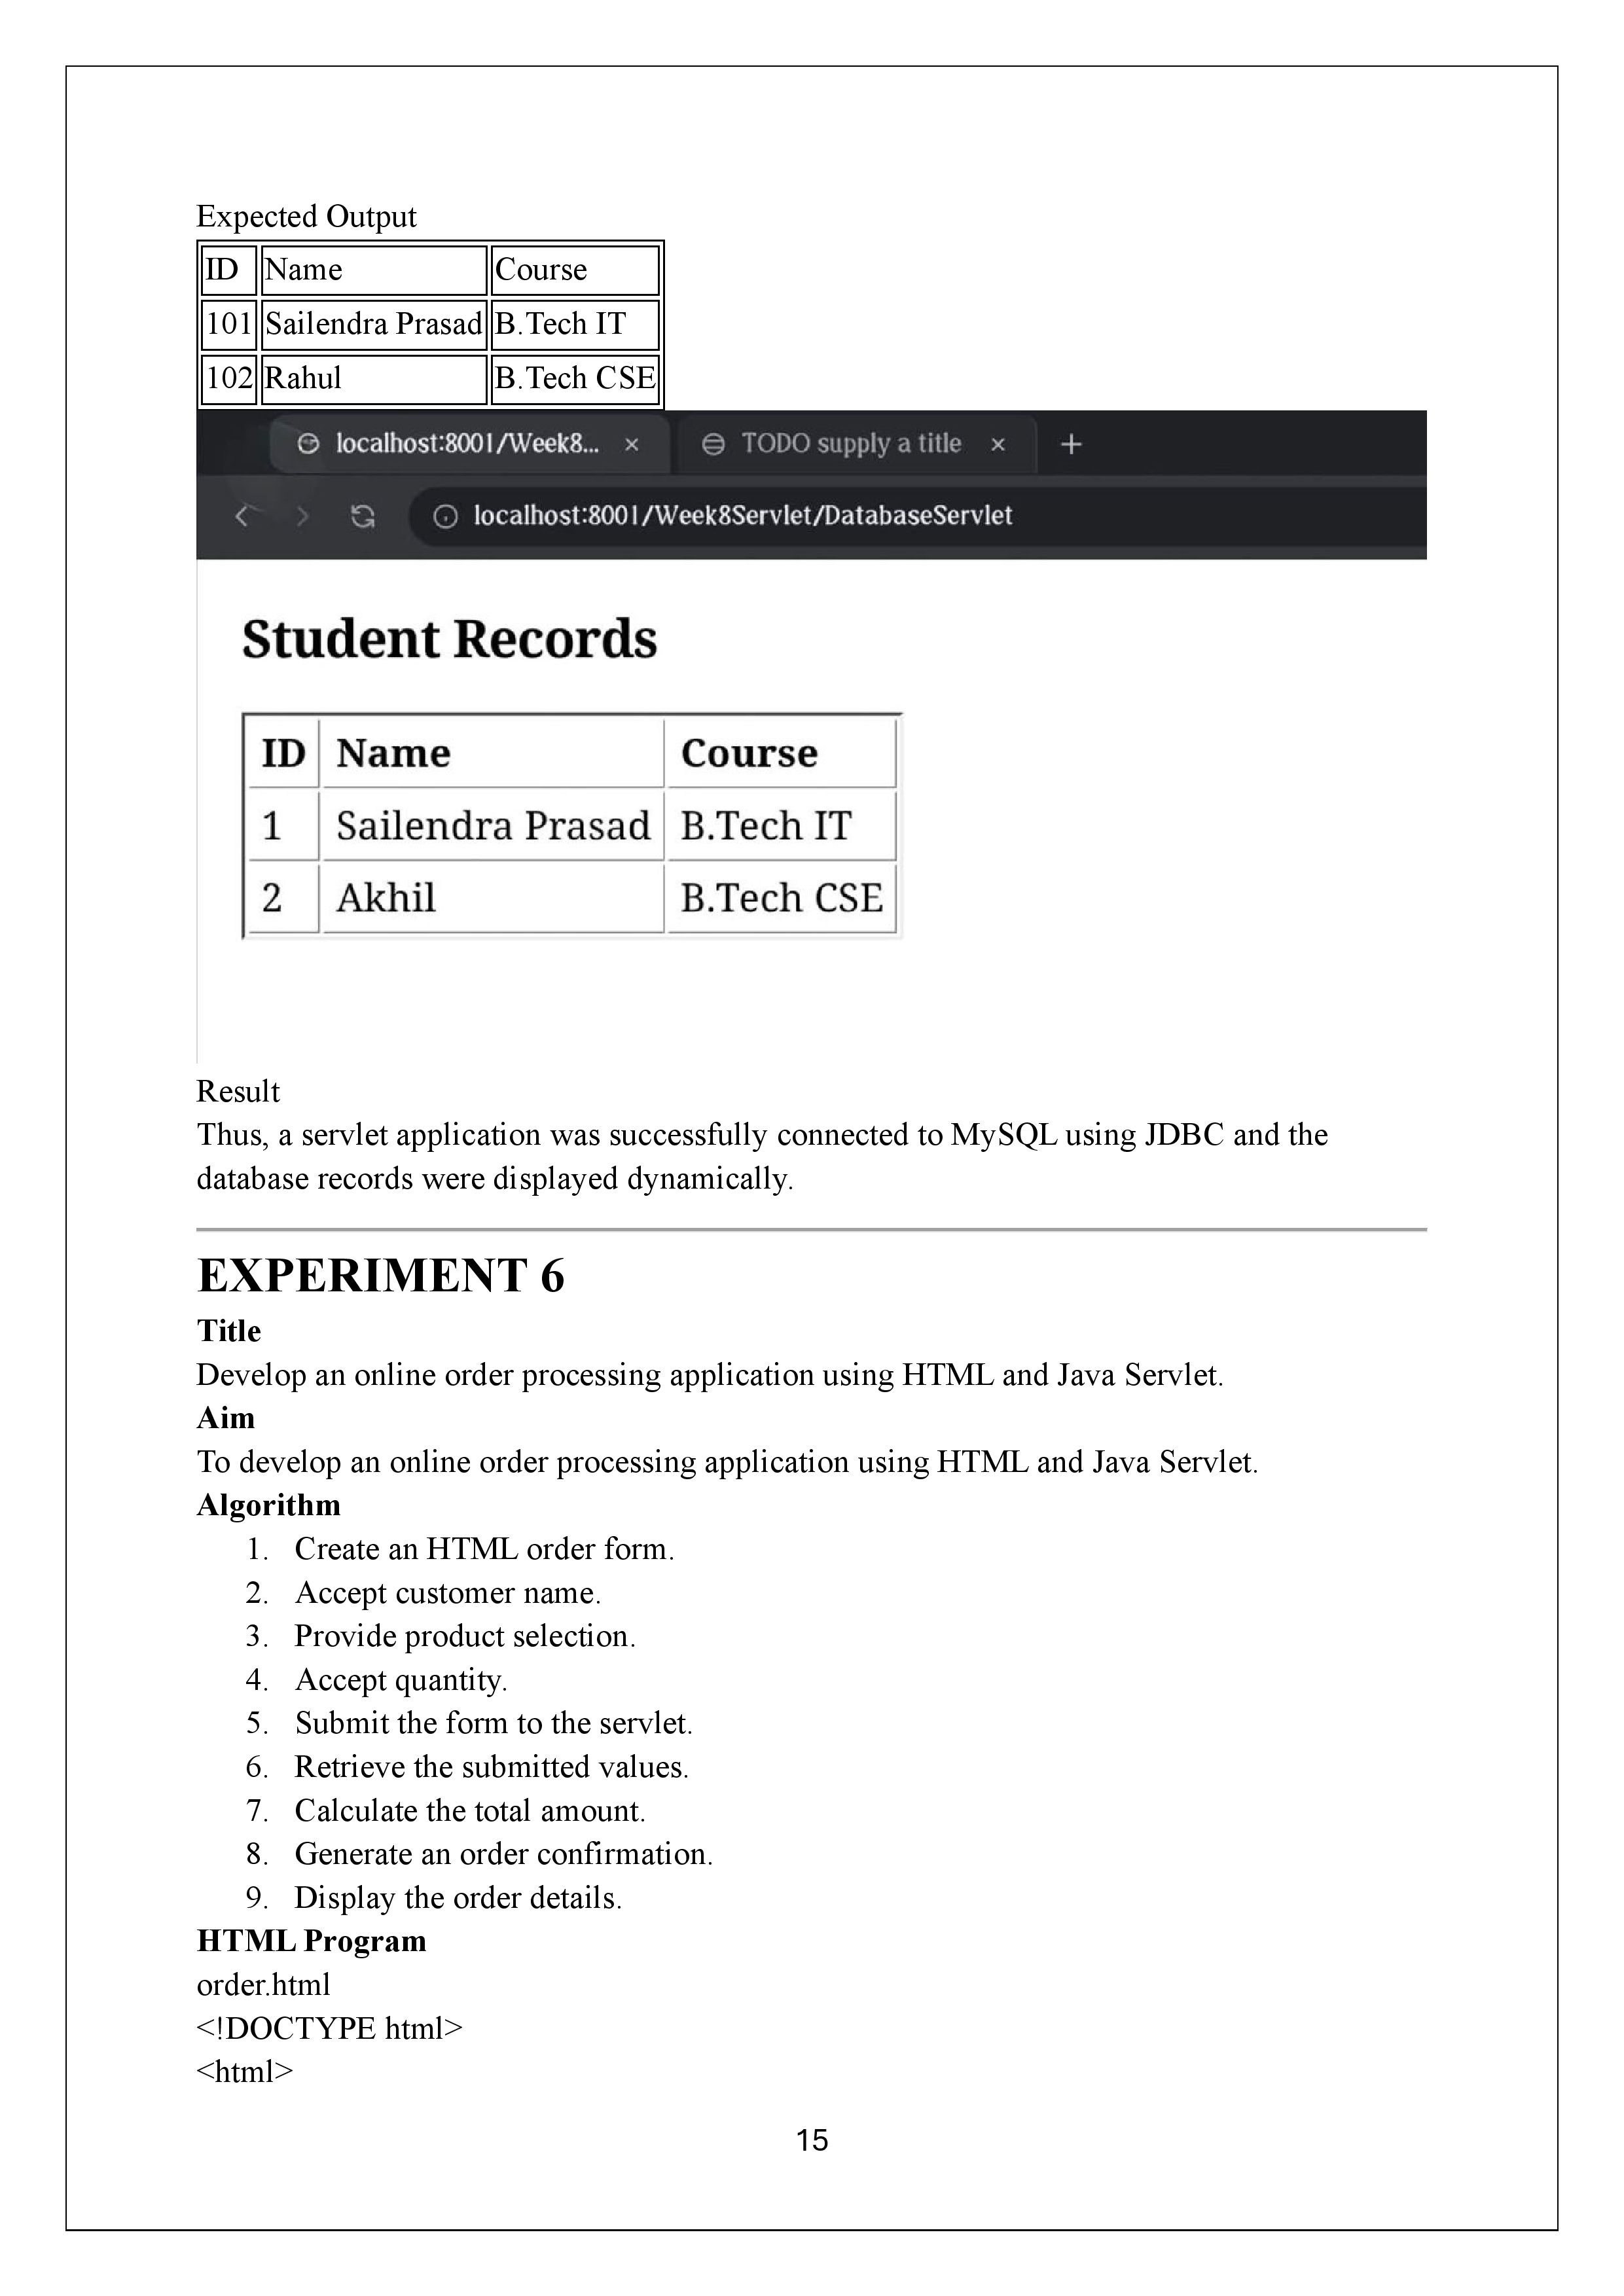 Expected Output
ID Name Course
101 Sailendra Prasad B.Tech IT
102 Rahul B.Tech CSE
localhost:8001/Week8... × TODO supply a title × +
localhost:8001/Week8Servlet/DatabaseServlet
Student Records
ID Name Course
1 Sailendra Prasad B.Tech IT
2 Akhil B.Tech CSE
Result
Thus, a servlet application was successfully connected to MySQL using JDBC and the
database records were displayed dynamically.
EXPERIMENT 6
Title
Develop an online order processing application using HTML and Java Servlet.
Aim
To develop an online order processing application using HTML and Java Servlet.
Algorithm
1. Create an HTML order form.
2. Accept customer name.
3. Provide product selection.
4. Accept quantity.
5. Submit the form to the servlet.
6. Retrieve the submitted values.
7. Calculate the total amount.
8. Generate an order confirmation.
9. Display the order details.
HTML Program
order.html
<!DOCTYPE html>
<html>
15